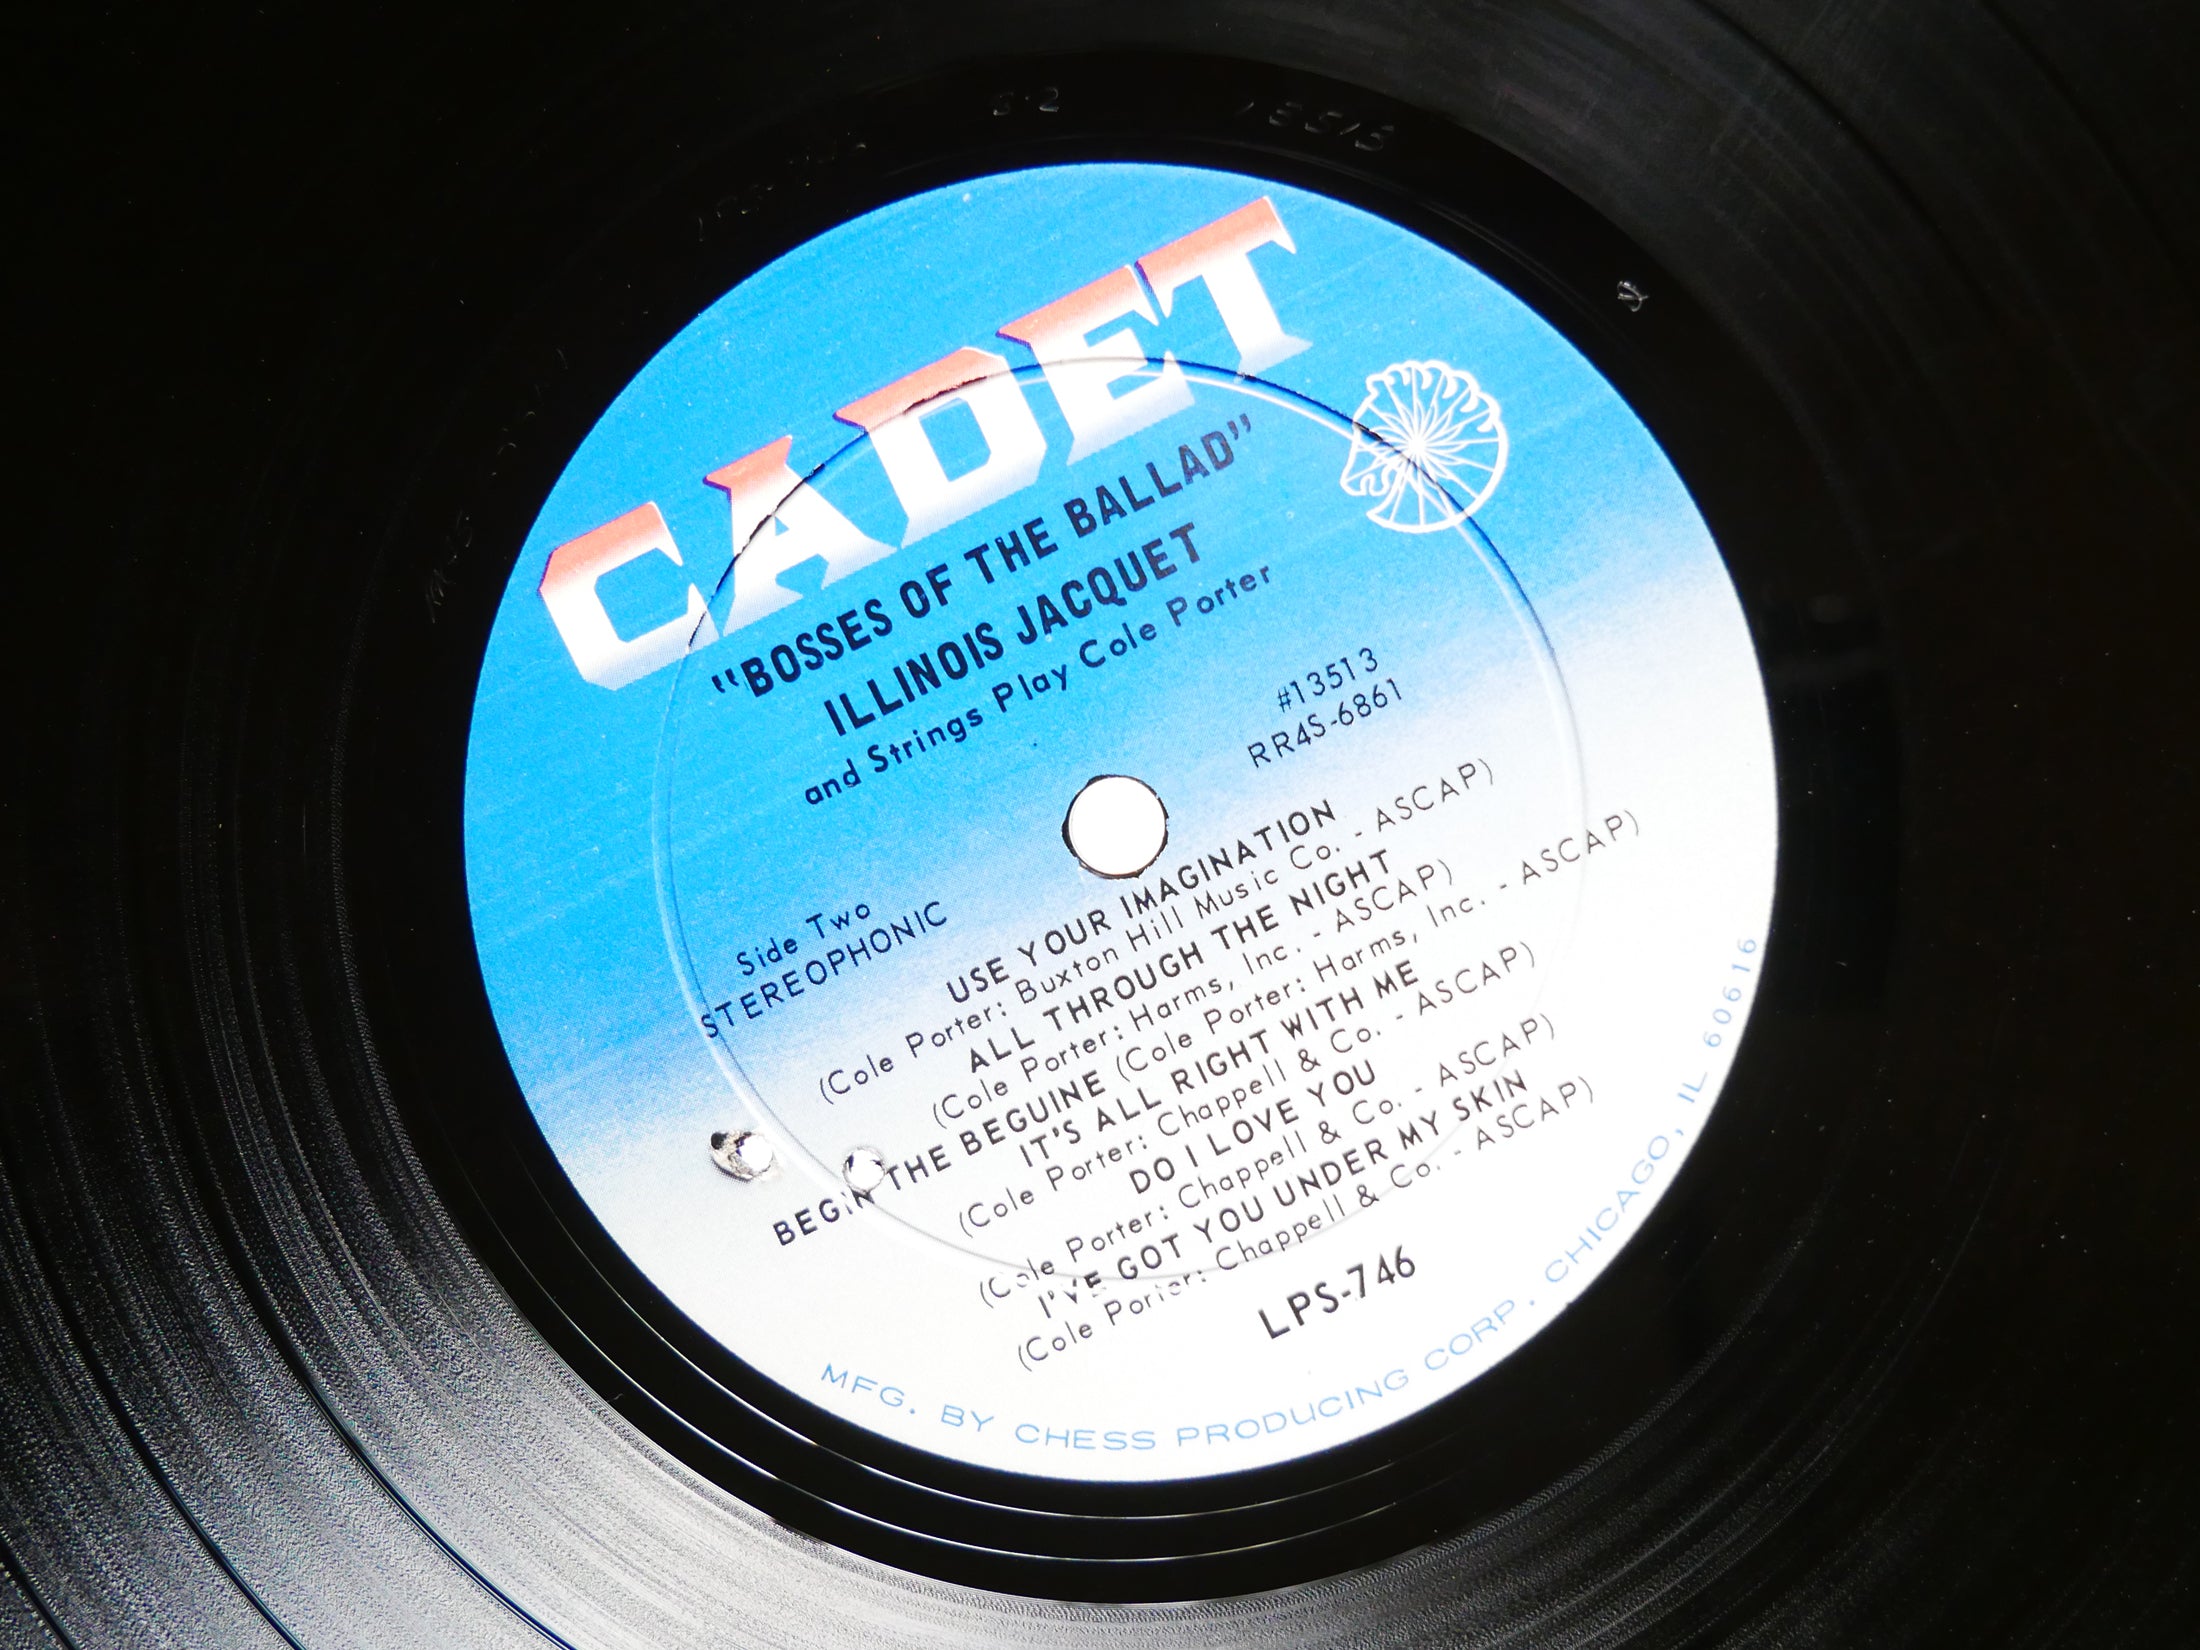 CADET
"BOSSES OF THE BALLAD"
ILLINOIS JACQUET
and Strings Play Cole Porter
#13513
RR4S-6861
Side Two
STEREOPHONIC
USE YOUR IMAGINATION
(Cole Porter: Buxton Hill Music Co. - ASCAP)
ALL THROUGH THE NIGHT
(Cole Porter: Harms, Inc. - ASCAP)
BEGIN THE BEGUINE (Cole Porter: Harms, Inc. - ASCAP)
IT'S ALL RIGHT WITH ME
(Cole Porter: Chappell & Co. - ASCAP)
DO I LOVE YOU
(Cole Porter: Chappell & Co. - ASCAP)
I'VE GOT YOU UNDER MY SKIN
(Cole Porter: Chappell & Co. - ASCAP)
LPS-746
MFG. BY CHESS PRODUCING CORP. CHICAGO, IL 60616